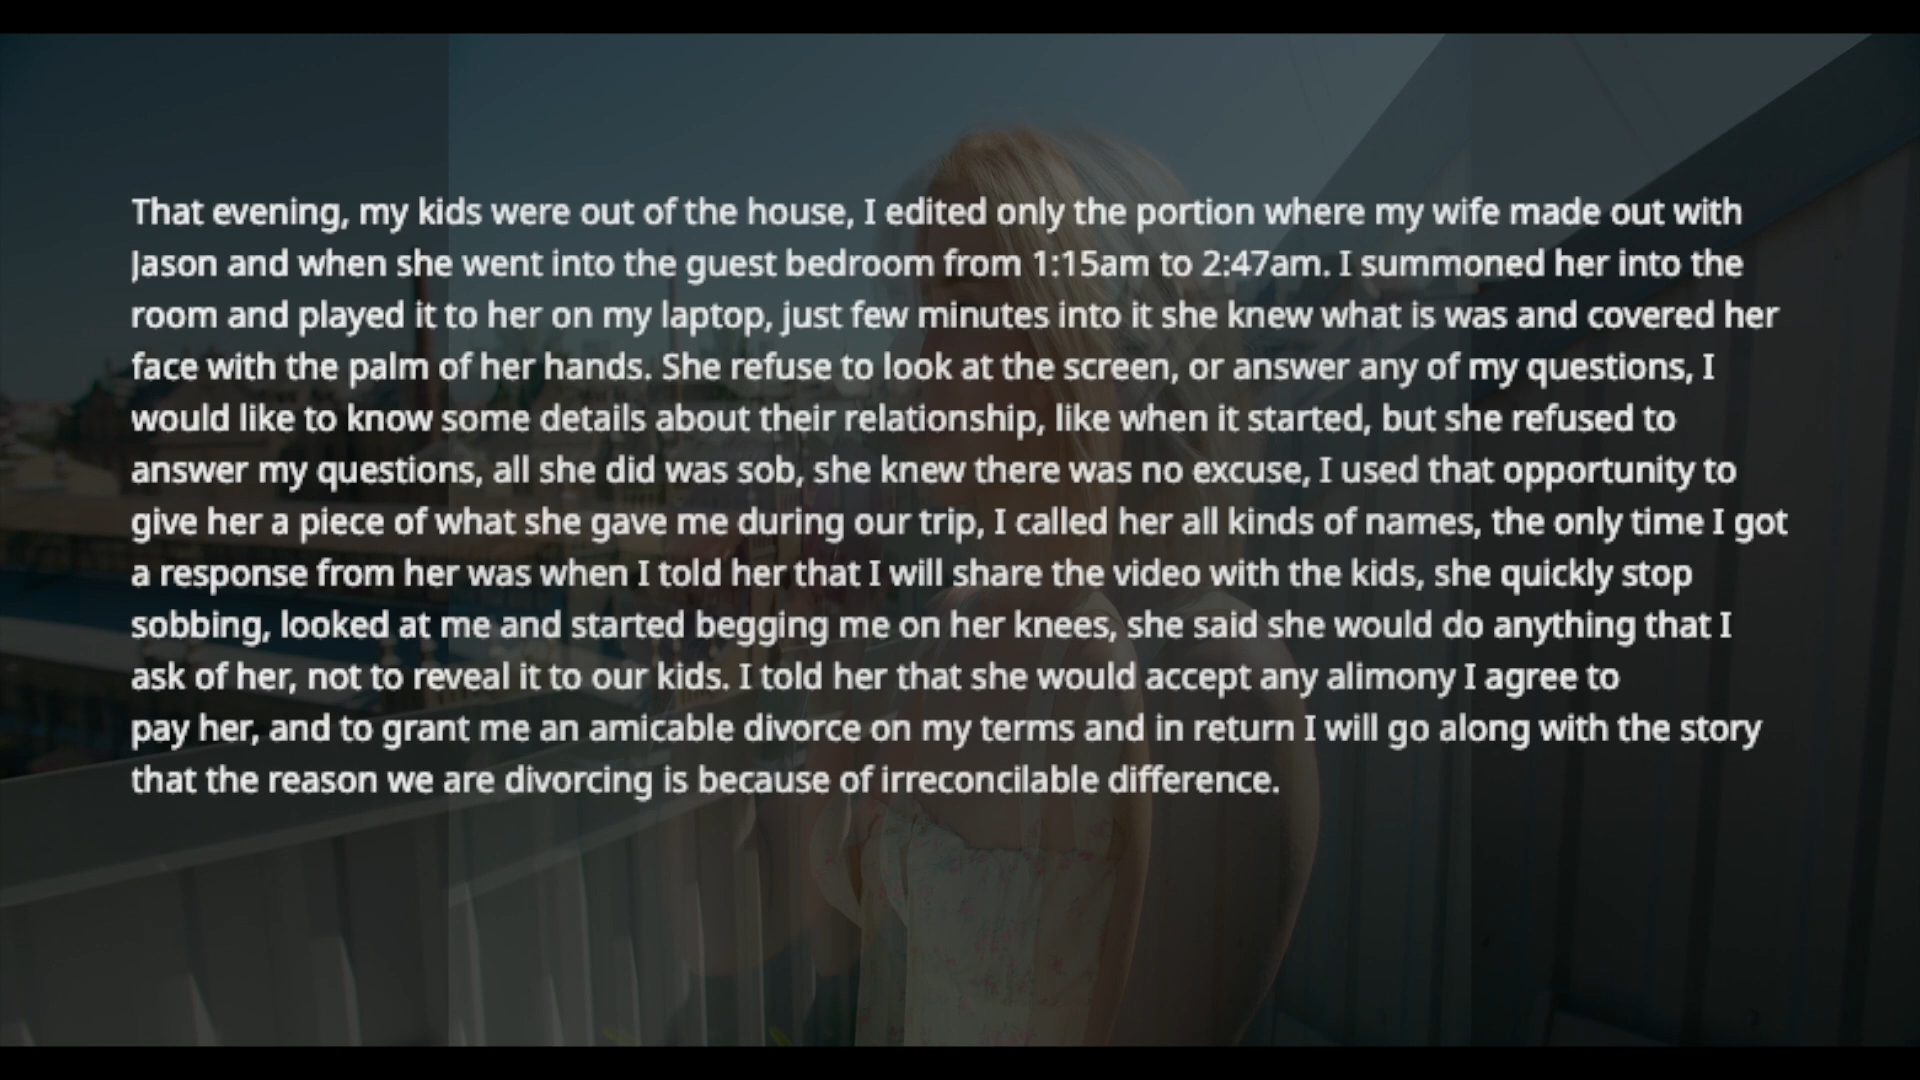 That evening, my kids were out of the house, I edited only the portion where my wife made out with
Jason and when she went into the guest bedroom from 1:15am to 2:47am. I summoned her into the
room and played it to her on my laptop, just few minutes into it she knew what is was and covered her
face with the palm of her hands. She refuse to look at the screen, or answer any of my questions, I
would like to know some details about their relationship, like when it started, but she refused to
answer my questions, all she did was sob, she knew there was no excuse, I used that opportunity to
give her a piece of what she gave me during our trip, I called her all kinds of names, the only time I got
a response from her was when I told her that I will share the video with the kids, she quickly stop
sobbing, looked at me and started begging me on her knees, she said she would do anything that I
ask of her, not to reveal it to our kids. I told her that she would accept any alimony I agree to
pay her, and to grant me an amicable divorce on my terms and in return I will go along with the story
that the reason we are divorcing is because of irreconcilable difference.